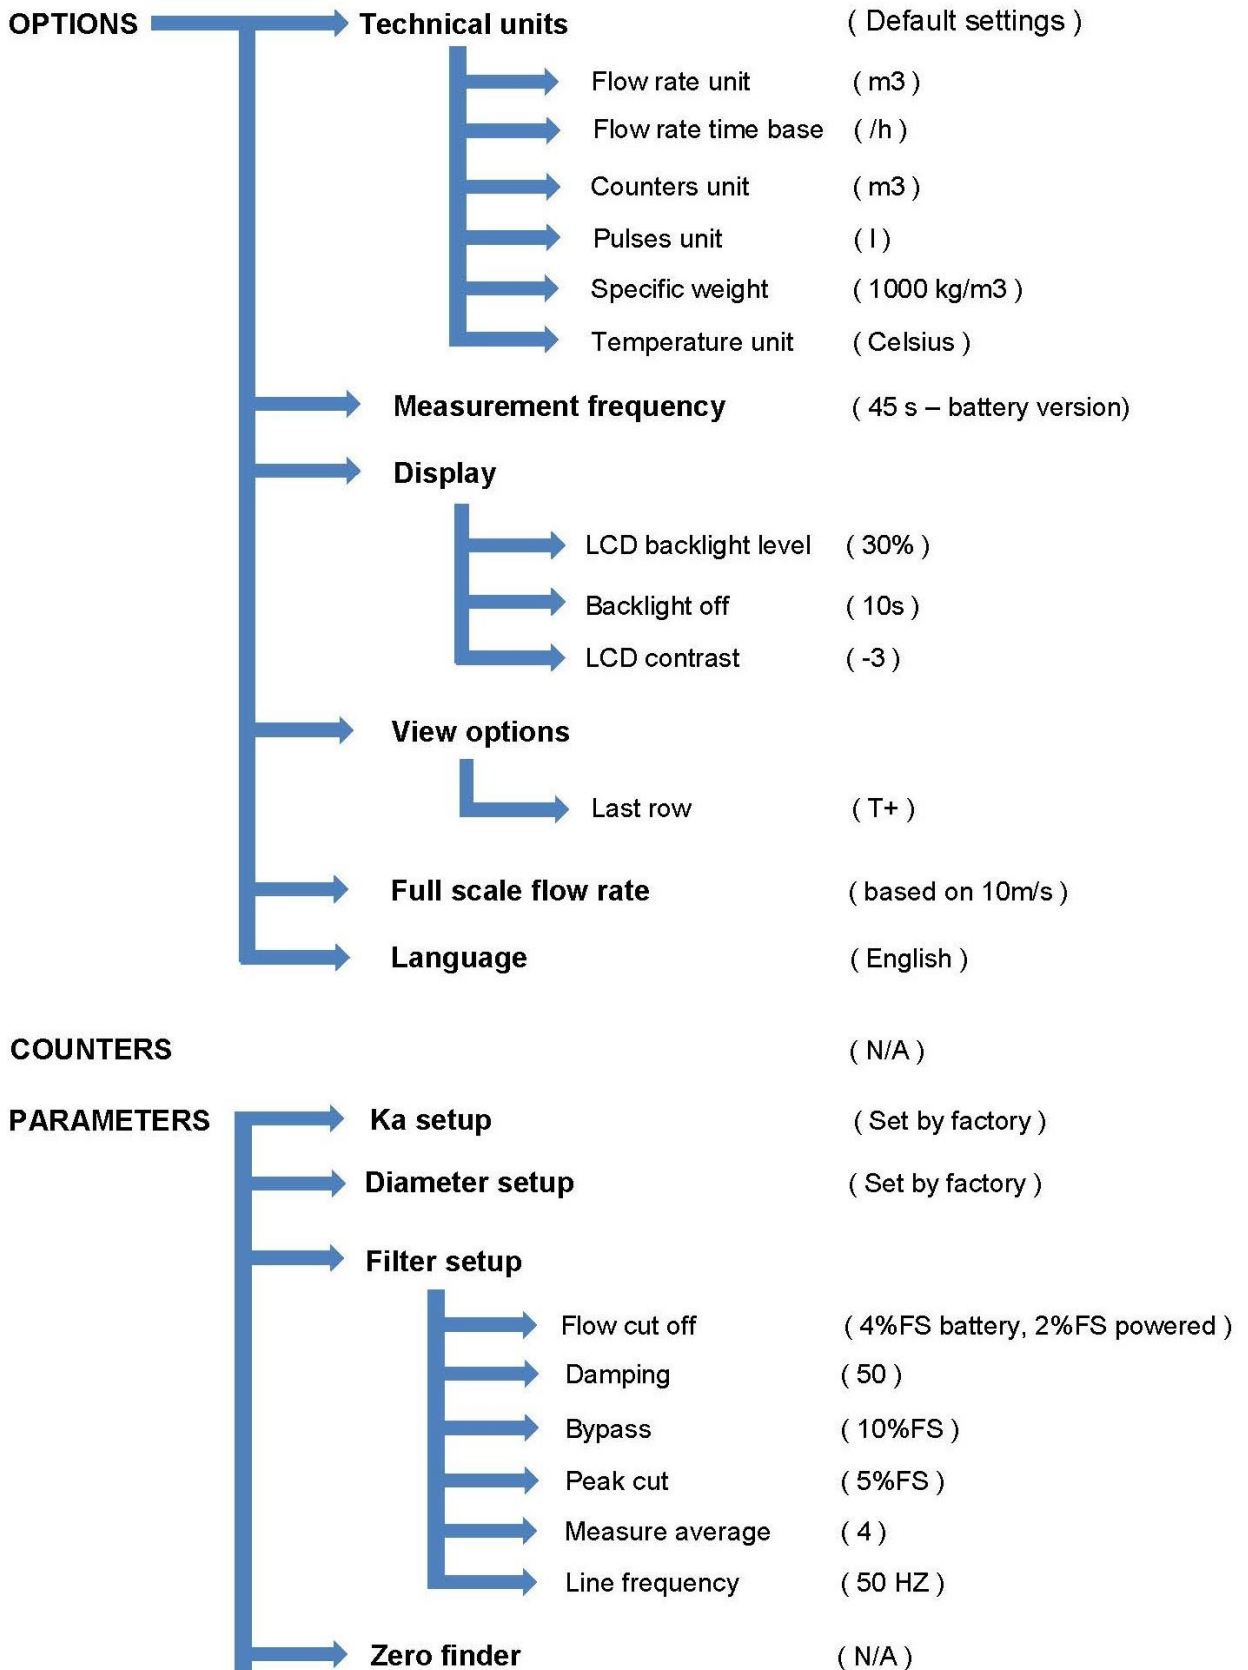 OPTIONS Technical units ( Default settings )
Flow rate unit ( m3 )
Flow rate time base ( /h )
Counters unit ( m3 )
Pulses unit ( l )
Specific weight ( 1000 kg/m3 )
Temperature unit ( Celsius )
Measurement frequency ( 45 s – battery version)
Display
LCD backlight level ( 30% )
Backlight off ( 10s )
LCD contrast ( -3 )
View options
Last row ( T+ )
Full scale flow rate ( based on 10m/s )
Language ( English )
COUNTERS ( N/A )
PARAMETERS Ka setup ( Set by factory )
Diameter setup ( Set by factory )
Filter setup
Flow cut off ( 4%FS battery, 2%FS powered )
Damping ( 50 )
Bypass ( 10%FS )
Peak cut ( 5%FS )
Measure average ( 4 )
Line frequency ( 50 HZ )
Zero finder ( N/A )